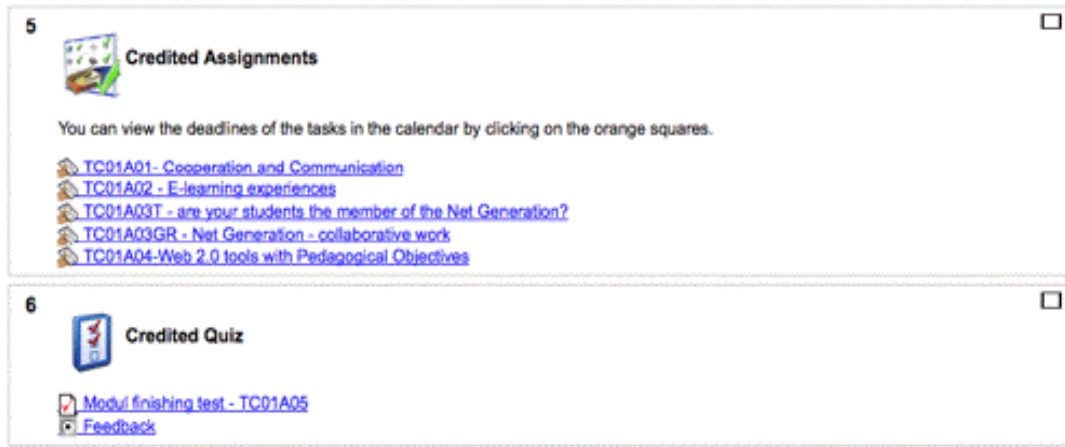 5
Credited Assignments
You can view the deadlines of the tasks in the calendar by clicking on the orange squares.
TC01A01- Cooperation and Communication
TC01A02 - E-learning experiences
TC01A03T - are your students the member of the Net Generation?
TC01A03GR - Net Generation - collaborative work
TC01A04-Web 2.0 tools with Pedagogical Objectives
6
Credited Quiz
Modul finishing test - TC01A05
Feedback